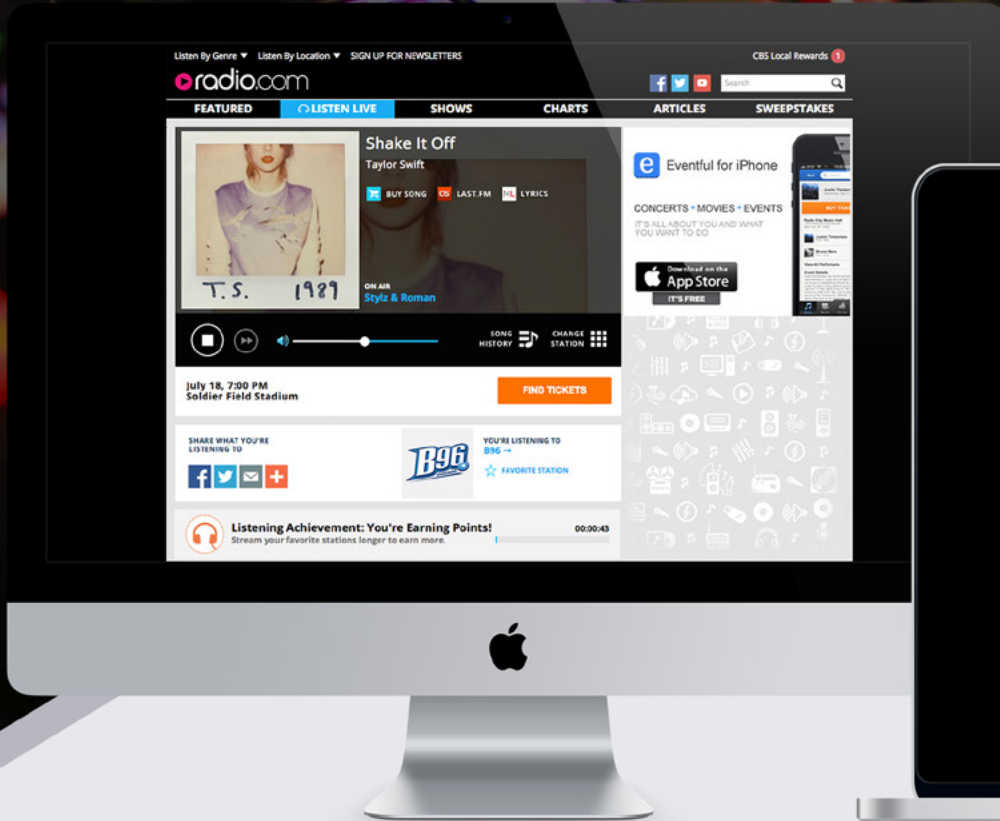 Listen By Genre ▼ Listen By Location ▼ SIGN UP FOR NEWSLETTERS
CBS Local Rewards 1
radio.com
Search
FEATURED LISTEN LIVE SHOWS CHARTS ARTICLES SWEEPSTAKES
Shake It Off
Taylor Swift
BUY SONG LAST.FM LYRICS
T.S. 1989
ON AIR
Stylz & Roman
SONG
HISTORY
CHANGE
STATION
July 18, 7:00 PM
Soldier Field Stadium
FIND TICKETS
SHARE WHAT YOU'RE
LISTENING TO
B96
YOU'RE LISTENING TO
B96 →
FAVORITE STATION
Listening Achievement: You're Earning Points!
Stream your favorite stations longer to earn more.
00:00:43
e Eventful for iPhone
CONCERTS + MOVIES + EVENTS
IT'S ALL ABOUT YOU AND WHAT
YOU WANT TO DO
Download on the
App Store
IT'S FREE